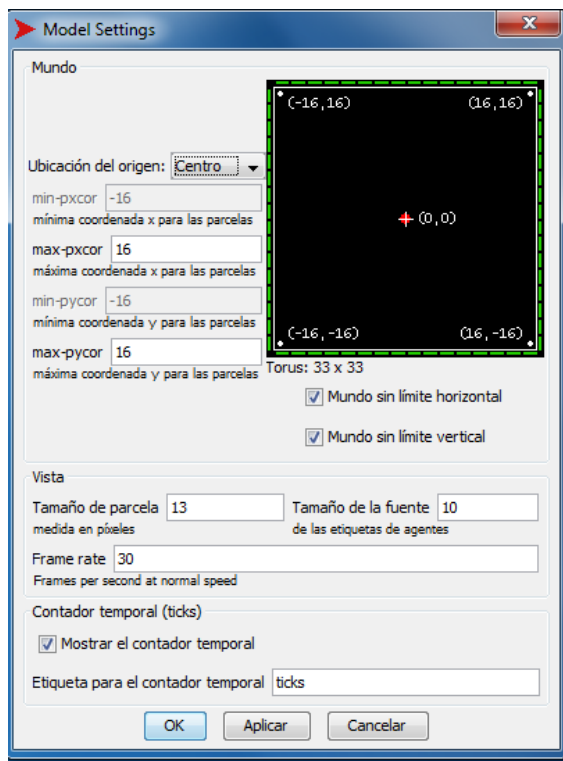 Model Settings
Mundo
(-16,16) (16,16)
Ubicación del origen: Centro
min-pxcor -16
mínima coordenada x para las parcelas
(0,0)
max-pxcor 16
máxima coordenada x para las parcelas
min-pycor -16
mínima coordenada y para las parcelas
(-16,-16) (16,-16)
max-pycor 16
máxima coordenada y para las parcelas
Torus: 33 x 33
Mundo sin límite horizontal
Mundo sin límite vertical
Vista
Tamaño de parcela 13 Tamaño de la fuente 10
medida en píxeles de las etiquetas de agentes
Frame rate 30
Frames per second at normal speed
Contador temporal (ticks)
Mostrar el contador temporal
Etiqueta para el contador temporal ticks
OK Aplicar Cancelar